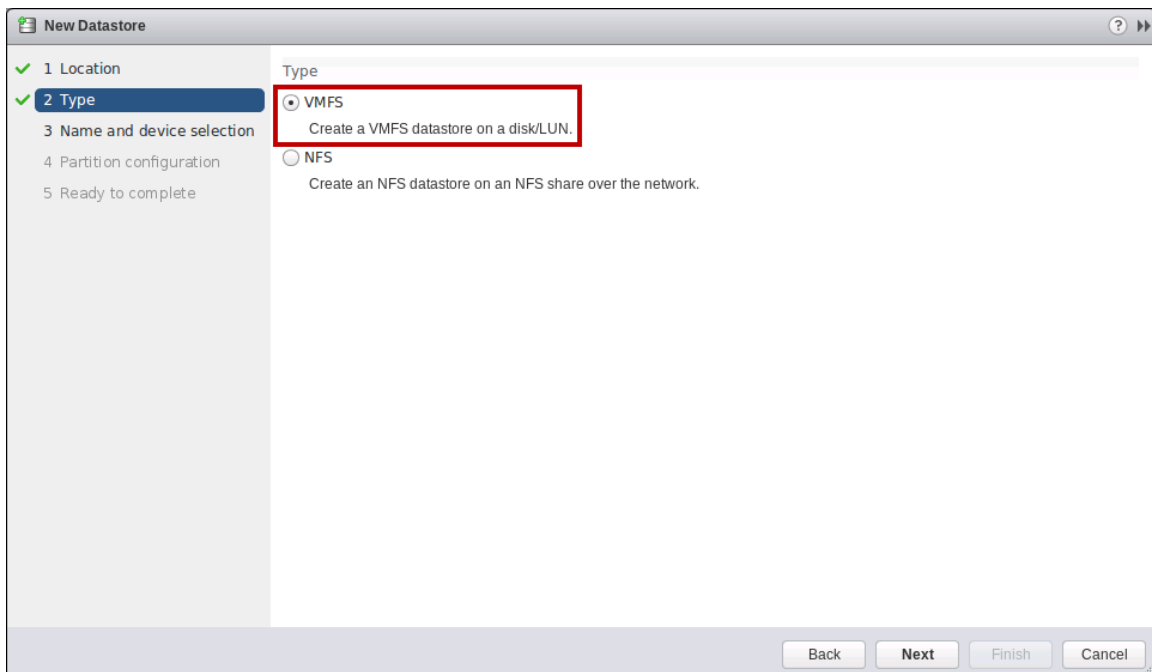 New Datastore
?
1 Location
2 Type
3 Name and device selection
4 Partition configuration
5 Ready to complete
Type
VMFS
Create a VMFS datastore on a disk/LUN.
NFS
Create an NFS datastore on an NFS share over the network.
Back
Next
Finish
Cancel